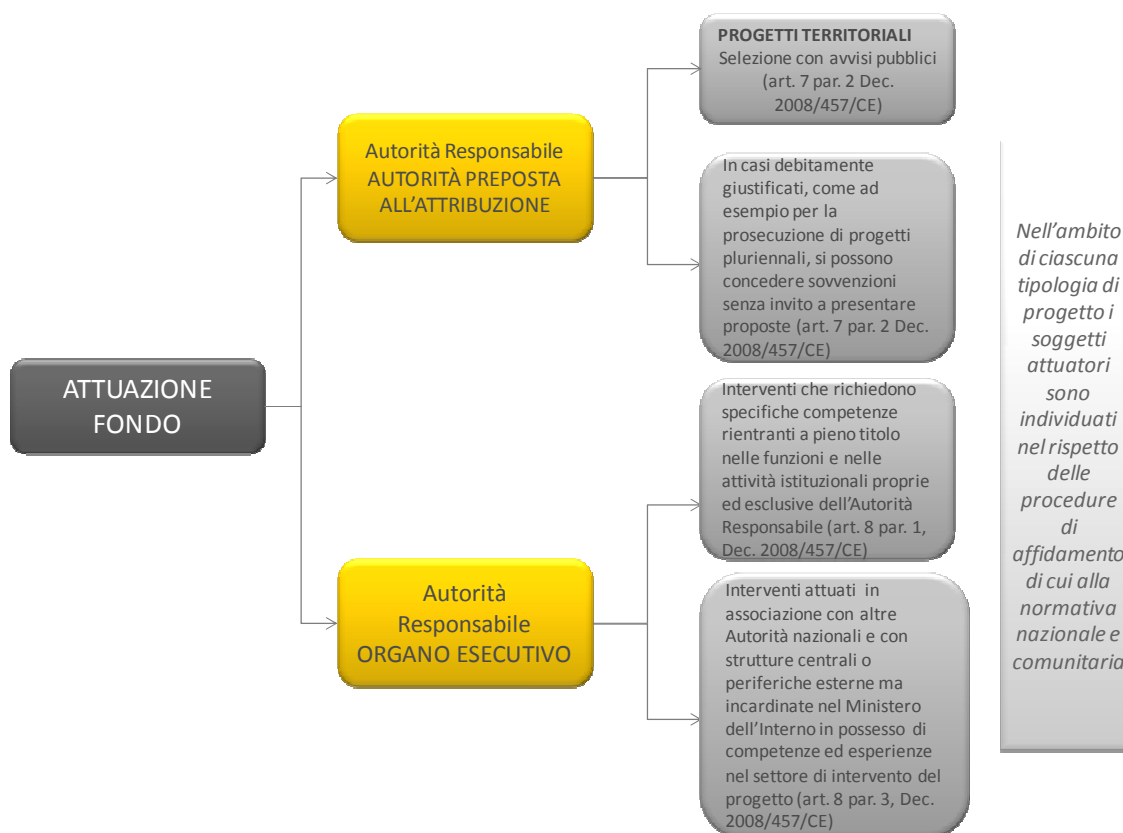 PROGETTI TERRITORIALI
Selezione con avvisi pubblici
(art. 7 par. 2 Dec.
2008/457/CE)
Autorità Responsabile
AUTORITÀ PREPOSTA
ALL’ATTRIBUZIONE
In casi debitamente
giustificati, come ad
esempio per la
prosecuzione di progetti
pluriennali, si possono
concedere sovvenzioni
senza invito a presentare
proposte (art. 7 par. 2 Dec.
2008/457/CE)
ATTUAZIONE
FONDO
Interventi che richiedono
specifiche competenze
rientranti a pieno titolo
nelle funzioni e nelle
attività istituzionali proprie
ed esclusive dell’Autorità
Responsabile (art. 8 par. 1,
Dec. 2008/457/CE)
Autorità
Responsabile
ORGANO ESECUTIVO
Interventi attuati in
associazione con altre
Autorità nazionali e con
strutture centrali o
periferiche esterne ma
incardinate nel Ministero
dell’Interno in possesso di
competenze ed esperienze
nel settore di intervento del
progetto (art. 8 par. 3, Dec.
2008/457/CE)
Nell’ambito
di ciascuna
tipologia di
progetto i
soggetti
attuatori
sono
individuati
nel rispetto
delle
procedure
di
affidamento
di cui alla
normativa
nazionale e
comunitaria